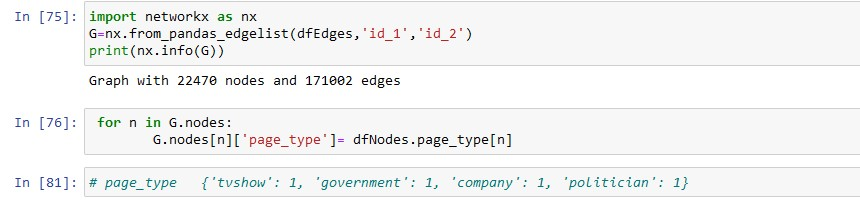 In [75]: import networkx as nx
G=nx.from_pandas_edgelist(dfEdges,'id_1','id_2')
print(nx.info(G))
Graph with 22470 nodes and 171002 edges
In [76]: for n in G.nodes:
G.nodes[n]['page_type']= dfNodes.page_type[n]
In [81]: # page_type   {'tvshow': 1, 'government': 1, 'company': 1, 'politician': 1}